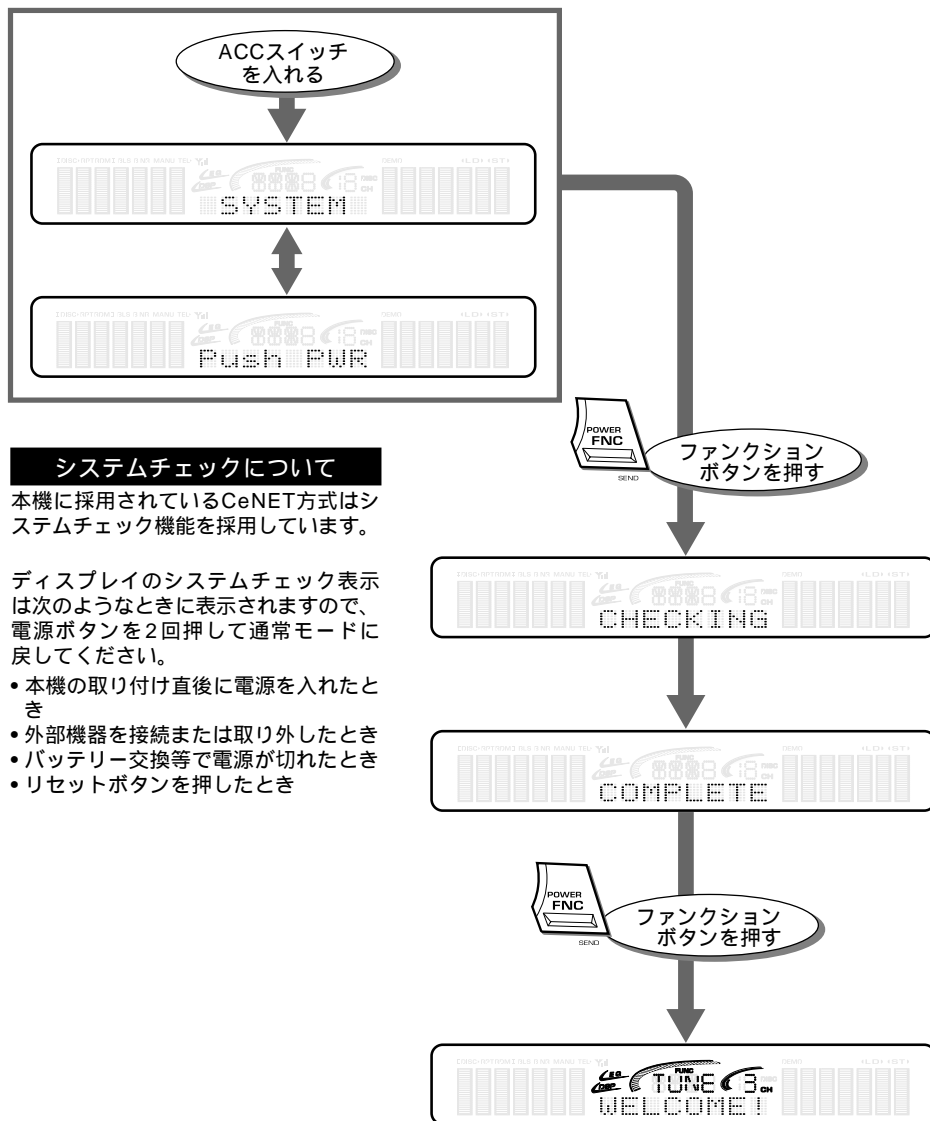 ACCスイッチ
を入れる
SYSTEM
Push PWR
POWER
FNC
SEND
ファンクション
ボタンを押す
システムチェックについて
本機に採用されているCeNET方式はシ
ステムチェック機能を採用しています。
ディスプレイのシステムチェック表示
は次のようなときに表示されますので、
電源ボタンを2回押して通常モードに
戻してください。
• 本機の取り付け直後に電源を入れたと
き
• 外部機器を接続または取り外したとき
• バッテリー交換等で電源が切れたとき
• リセットボタンを押したとき
FUNC
CH
CHECKING
COMPLETE
POWER
FNC
SEND
ファンクション
ボタンを押す
FUNC
TUNE 3 CH
WELCOME!